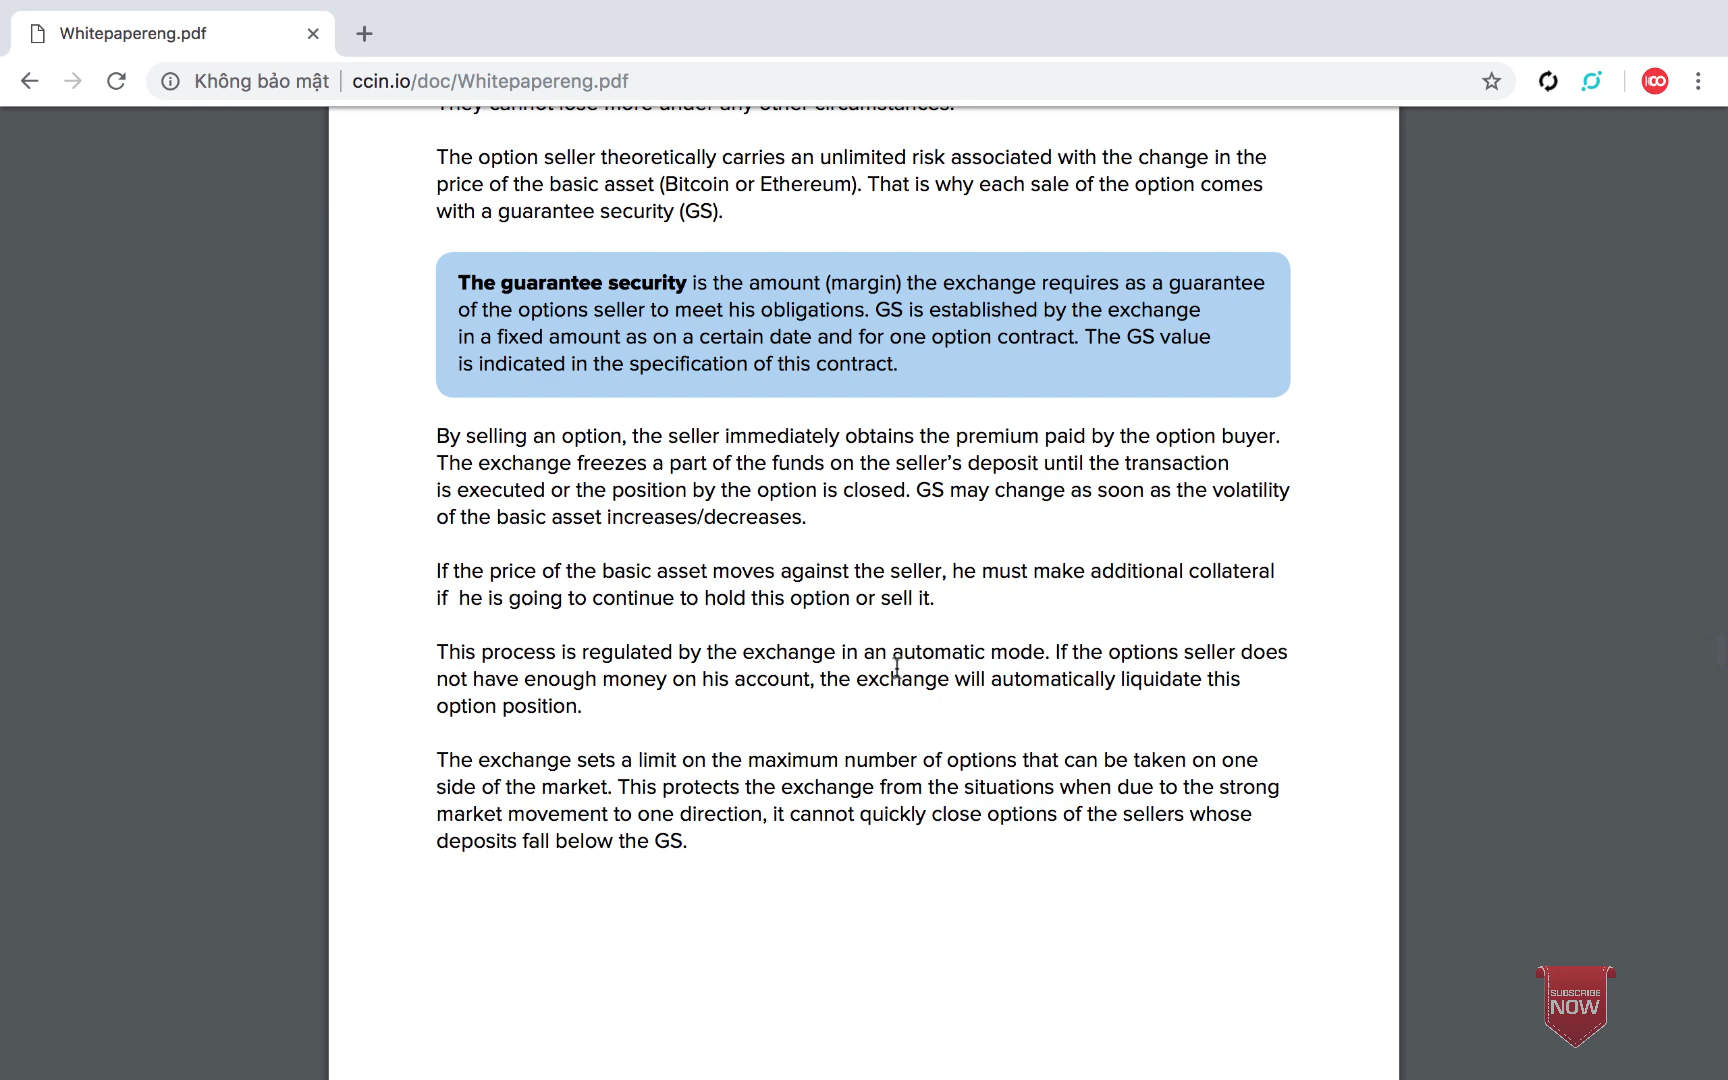 Whitepapereng.pdf
Không bảo mật
ccin.io/doc/Whitepapereng.pdf
They cannot lose more under any other circumstances.
The option seller theoretically carries an unlimited risk associated with the change in the
price of the basic asset (Bitcoin or Ethereum). That is why each sale of the option comes
with a guarantee security (GS).
The guarantee security is the amount (margin) the exchange requires as a guarantee
of the options seller to meet his obligations. GS is established by the exchange
in a fixed amount as on a certain date and for one option contract. The GS value
is indicated in the specification of this contract.
By selling an option, the seller immediately obtains the premium paid by the option buyer.
The exchange freezes a part of the funds on the seller’s deposit until the transaction
is executed or the position by the option is closed. GS may change as soon as the volatility
of the basic asset increases/decreases.
If the price of the basic asset moves against the seller, he must make additional collateral
if he is going to continue to hold this option or sell it.
This process is regulated by the exchange in an automatic mode. If the options seller does
not have enough money on his account, the exchange will automatically liquidate this
option position.
The exchange sets a limit on the maximum number of options that can be taken on one
side of the market. This protects the exchange from the situations when due to the strong
market movement to one direction, it cannot quickly close options of the sellers whose
deposits fall below the GS.
SUBSCRIBE
NOW